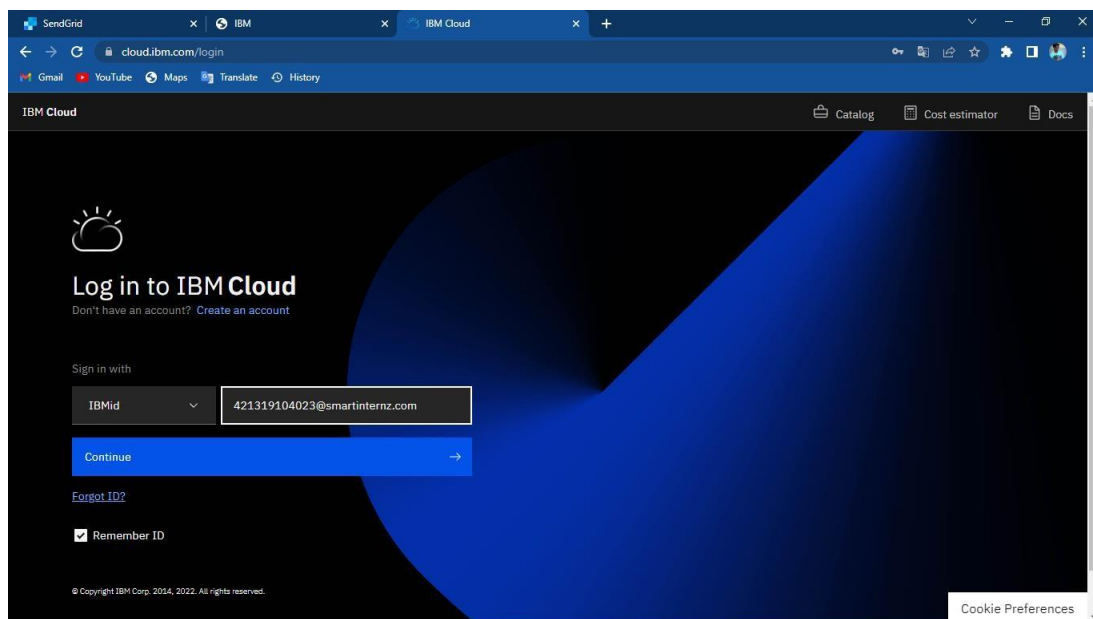 SendGrid
IBM
IBM Cloud
cloud.ibm.com/login
Gmail YouTube Maps Translate History
IBM Cloud Catalog Cost estimator Docs
Log in to IBM Cloud
Don't have an account? Create an account
Sign in with
IBMid 421319104023@smartinternz.com
Continue
Forgot ID?
Remember ID
© Copyright IBM Corp. 2014, 2022. All rights reserved.
Cookie Preferences